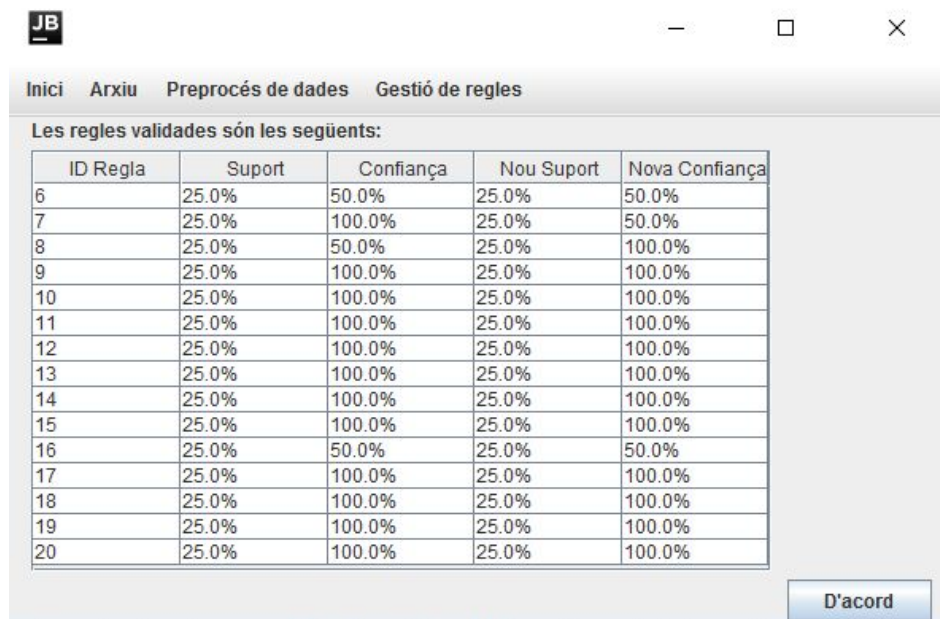 JB
Inici Arxiu Preprocés de dades Gestió de regles
Les regles validades són les següents:
ID Regla Suport Confiança Nou Suport Nova Confiança
6 25.0% 50.0% 25.0% 50.0%
7 25.0% 100.0% 25.0% 50.0%
8 25.0% 50.0% 25.0% 100.0%
9 25.0% 100.0% 25.0% 100.0%
10 25.0% 100.0% 25.0% 100.0%
11 25.0% 100.0% 25.0% 100.0%
12 25.0% 100.0% 25.0% 100.0%
13 25.0% 100.0% 25.0% 100.0%
14 25.0% 100.0% 25.0% 100.0%
15 25.0% 100.0% 25.0% 100.0%
16 25.0% 50.0% 25.0% 50.0%
17 25.0% 100.0% 25.0% 100.0%
18 25.0% 100.0% 25.0% 100.0%
19 25.0% 100.0% 25.0% 100.0%
20 25.0% 100.0% 25.0% 100.0%
D'acord